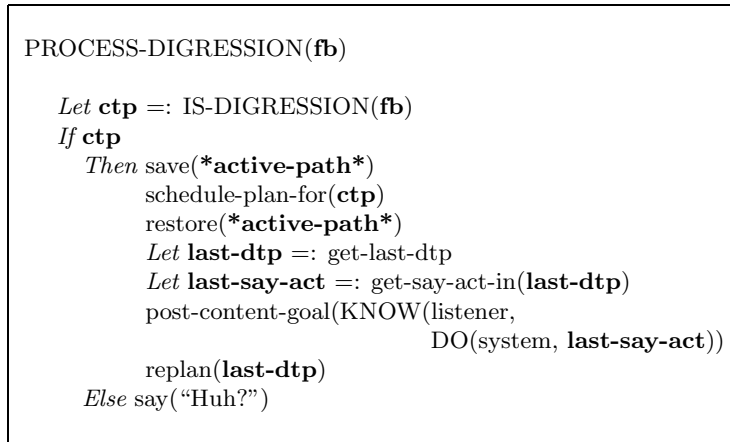 PROCESS-DIGRESSION(fb)
Let ctp =: IS-DIGRESSION(fb)
If ctp
Then save(*active-path*)
schedule-plan-for(ctp)
restore(*active-path*)
Let last-dtp =: get-last-dtp
Let last-say-act =: get-say-act-in(last-dtp)
post-content-goal(KNOW(listener,
DO(system, last-say-act))
replan(last-dtp)
Else say(“Huh?”)